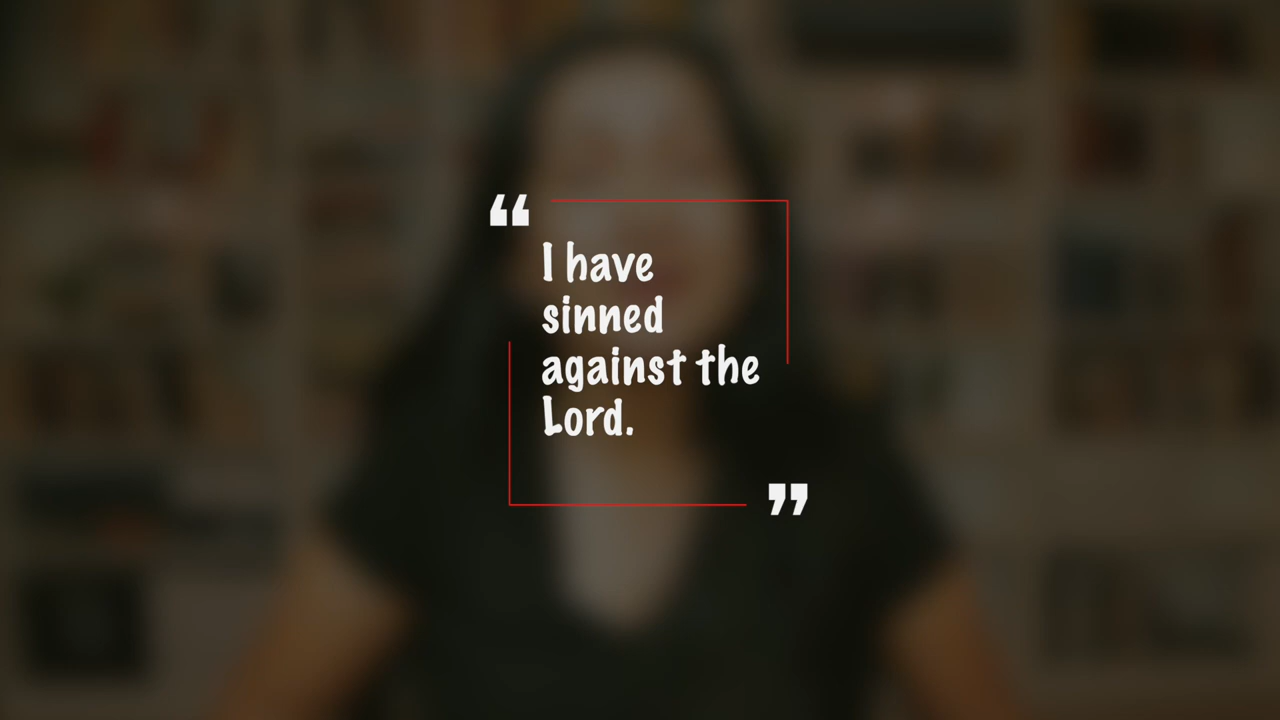 “
I have
sinned
against the
Lord.
”